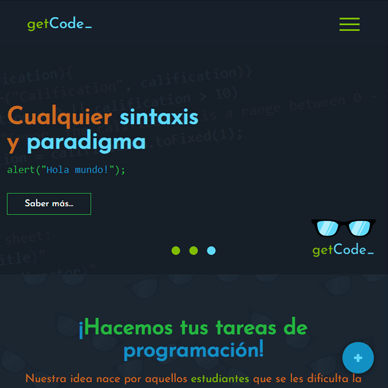 getCode_
Cualquier sintaxis
y paradigma
alert("Hola mundo!");
Saber más...
getCode_
¡Hacemos tus tareas de
programación!
Nuestra idea nace por aquellos estudiantes que se les dificulta la